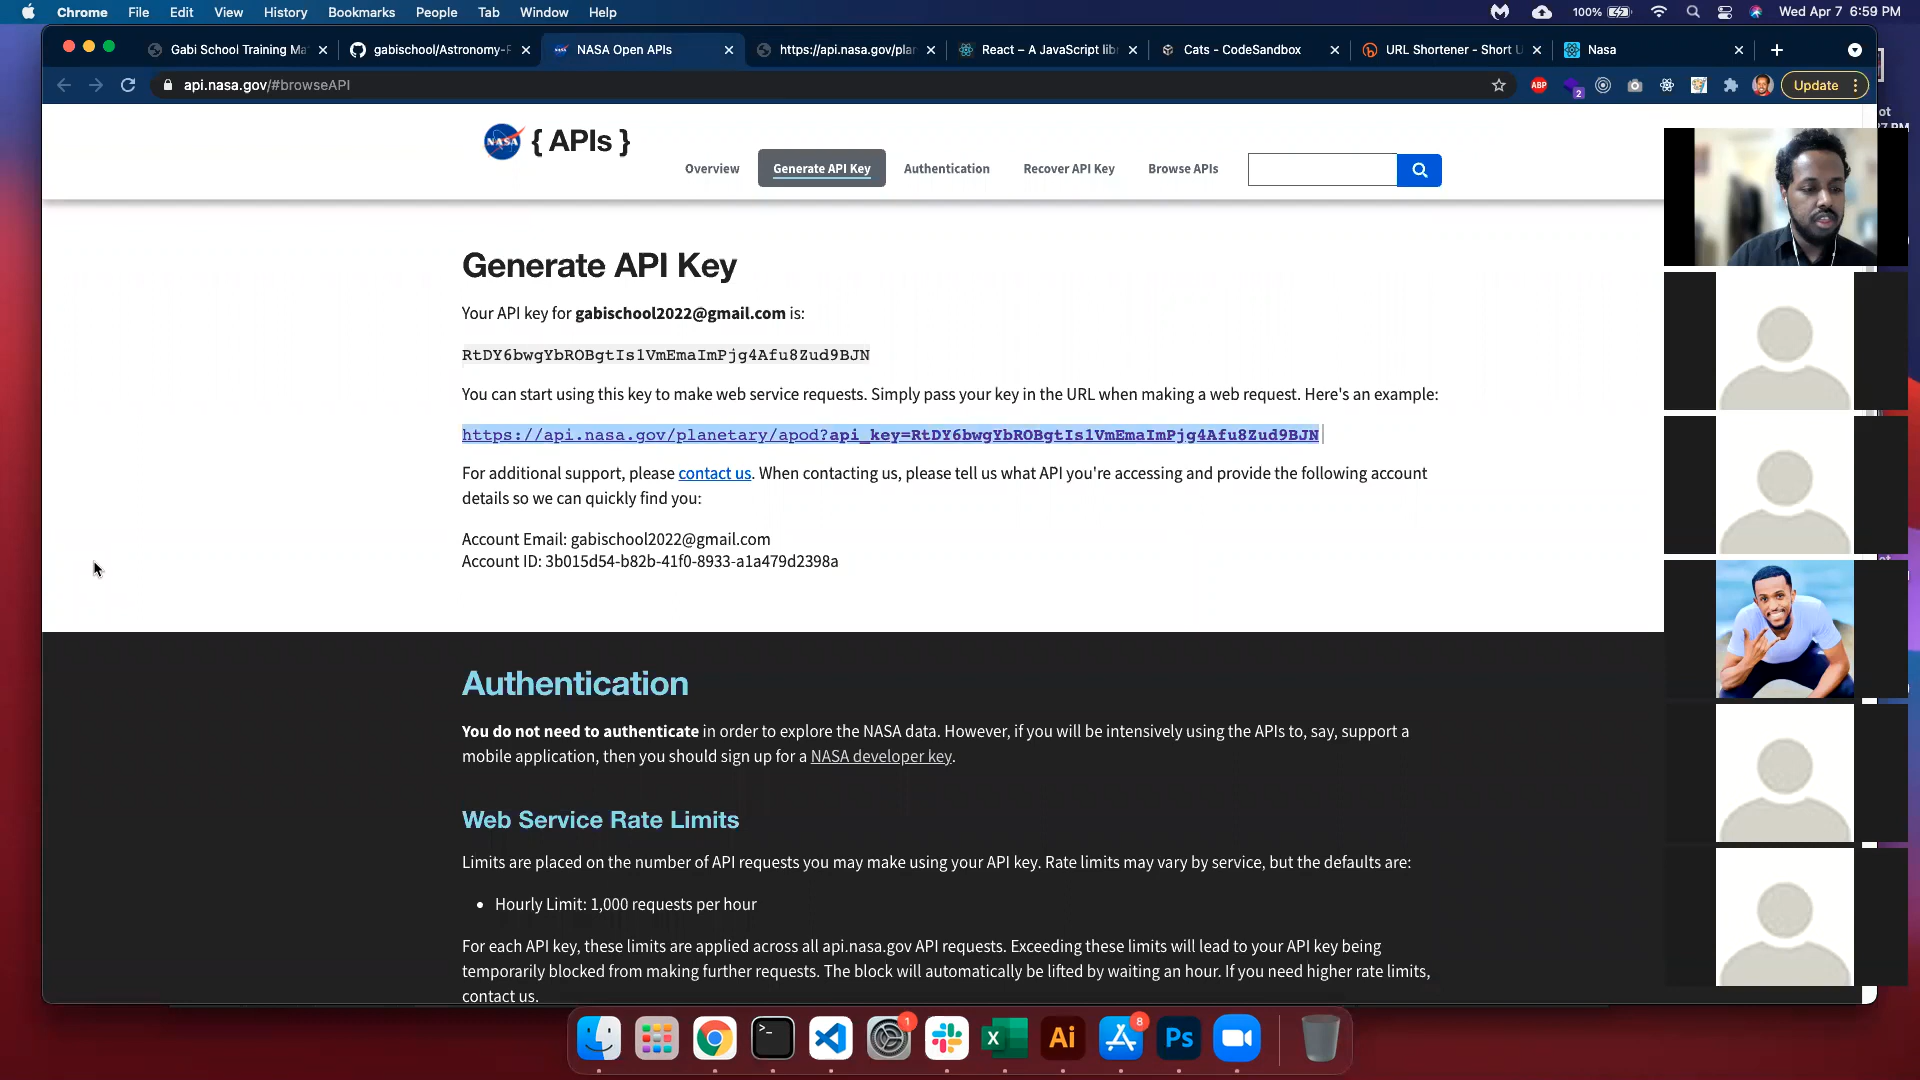 Chrome File Edit View History Bookmarks People Tab Window Help 100% Wed Apr 7 6:59 PM
Gabi School Training Ma gabischool/Astronomy-P NASA Open APIs https://api.nasa.gov/plan React – A JavaScript lib Cats - CodeSandbox URL Shortener - Short U Nasa
api.nasa.gov/#browseAPI ABP 2 Update
NASA { APIs }
Overview Generate API Key Authentication Recover API Key Browse APIs
Generate API Key
Your API key for gabischool2022@gmail.com is:
RtDY6bwgYbROBgtIs1VmEmaImPjg4Afu8Zud9BJN
You can start using this key to make web service requests. Simply pass your key in the URL when making a web request. Here's an example:
https://api.nasa.gov/planetary/apod?api_key=RtDY6bwgYbROBgtIs1VmEmaImPjg4Afu8Zud9BJN
For additional support, please contact us. When contacting us, please tell us what API you're accessing and provide the following account
details so we can quickly find you:
Account Email: gabischool2022@gmail.com
Account ID: 3b015d54-b82b-41f0-8933-a1a479d2398a
Authentication
You do not need to authenticate in order to explore the NASA data. However, if you will be intensively using the APIs to, say, support a
mobile application, then you should sign up for a NASA developer key.
Web Service Rate Limits
Limits are placed on the number of API requests you may make using your API key. Rate limits may vary by service, but the defaults are:
• Hourly Limit: 1,000 requests per hour
For each API key, these limits are applied across all api.nasa.gov API requests. Exceeding these limits will lead to your API key being
temporarily blocked from making further requests. The block will automatically be lifted by waiting an hour. If you need higher rate limits,
contact us.
1 X Ai 8 Ps